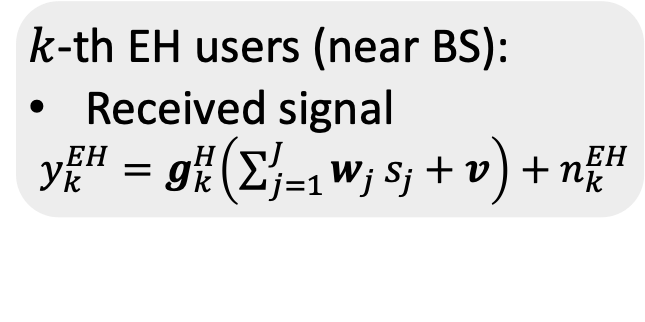 k-th EH users (near BS):
• Received signal
y_k^{EH} = g_k^H(∑_{j=1}^J w_j s_j + v) + n_k^{EH}